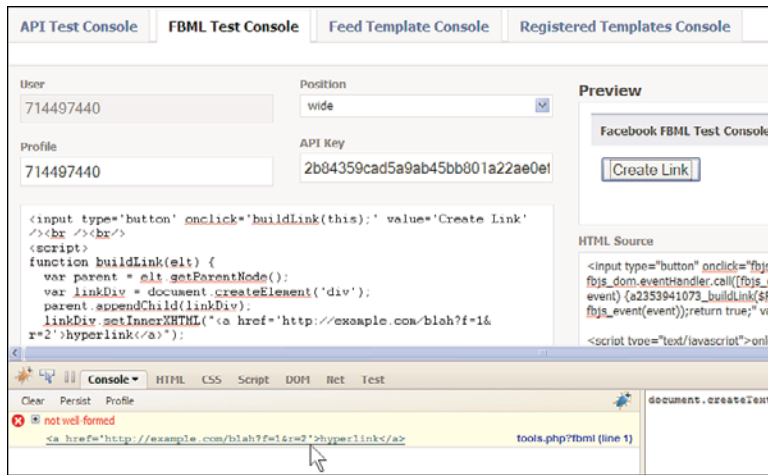 API Test Console FBML Test Console Feed Template Console Registered Templates Console
User
714497440
Position
wide
Profile
714497440
API Key
2b84359cad5a9ab45bb801a22ae0ef
Preview
Facebook FBML Test Console
Create Link
<input type='button' onclick='buildLink(this);' value='Create Link'
/><br /><br/>
<script>
function buildLink(elt) {
var parent = elt.getParentNode();
var linkDiv = document.createElement('div');
parent.appendChild(linkDiv);
linkDiv.setInnerXHTML("<a href='http://example.com/blah?f=1&
r=2'>hyperlink</a>");
HTML Source
<input type="button" onclick="fbjs
fbjs_dom.eventHandler.call([fbjs_
event) {a2353941073_buildLink($
fbjs_event(event));return true;" va
<script type="text/javascript">onl
Console HTML CSS Script DOM Net Test
Clear Persist Profile
not well-formed
<a href='http://example.com/blah?f=1&r=2'>hyperlink</a> tools.php?fbml (line 1)
document.createText